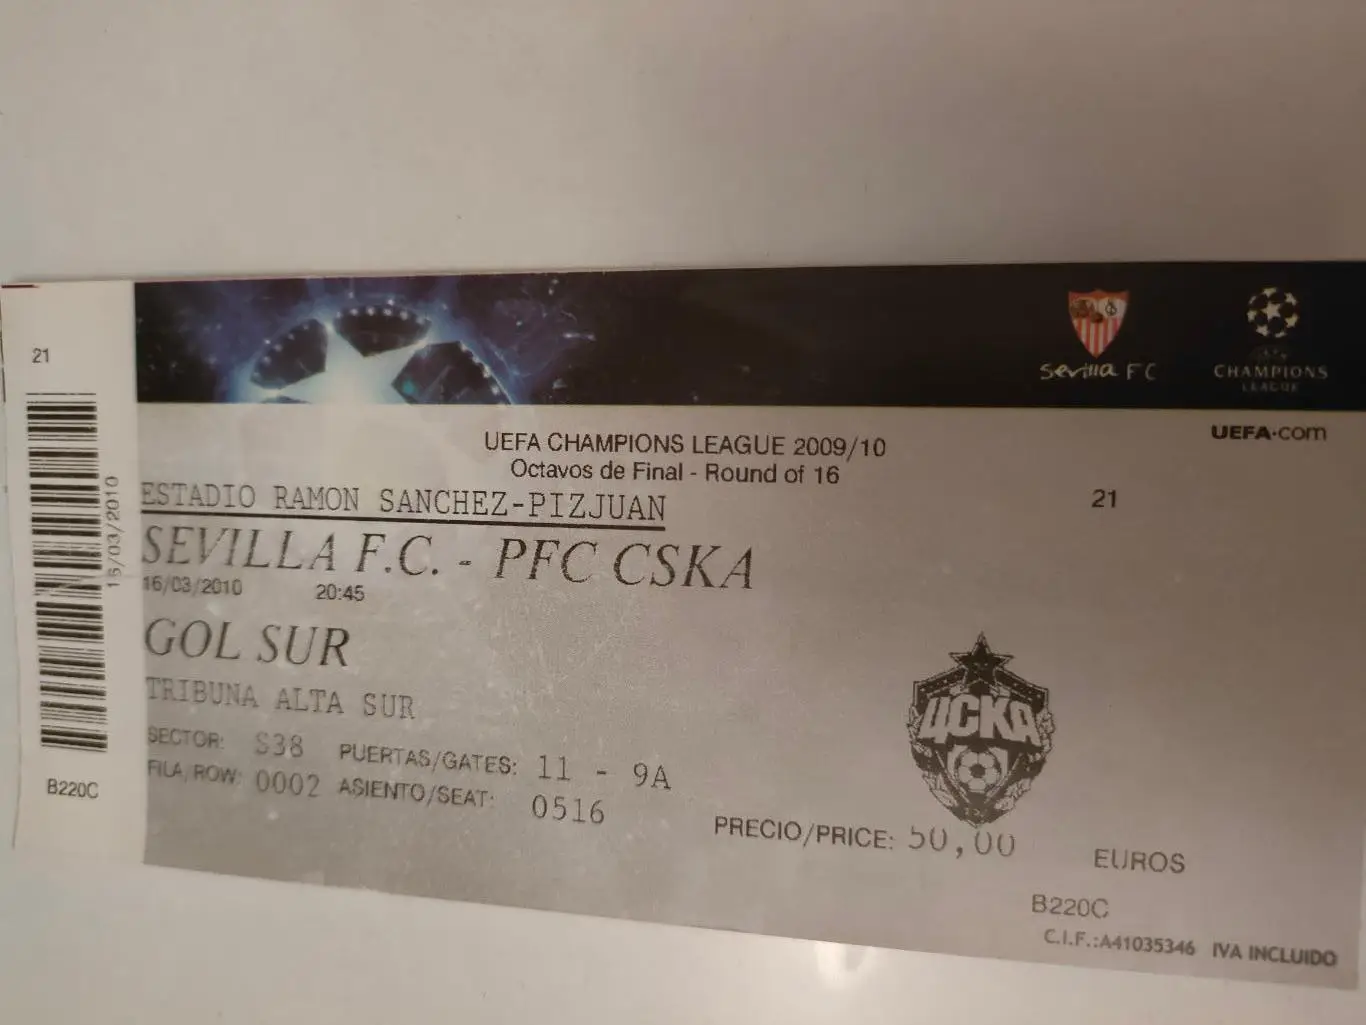 21
16/03/2010
B220C
Sevilla FC
CHAMPIONS
LEAGUE
UEFA.com
UEFA CHAMPIONS LEAGUE 2009/10
Octavos de Final - Round of 16
21
ESTADIO RAMON SANCHEZ-PIZJUAN
SEVILLA F.C. - PFC CSKA
16/03/2010 20:45
GOL SUR
TRIBUNA ALTA SUR
SECTOR: S38 PUERTAS/GATES: 11 - 9A
FILA/ROW: 0002 ASIENTO/SEAT: 0516
ЦСКА
PRECIO/PRICE: 50,00 EUROS
B220C
C.I.F.:A41035346 IVA INCLUIDO